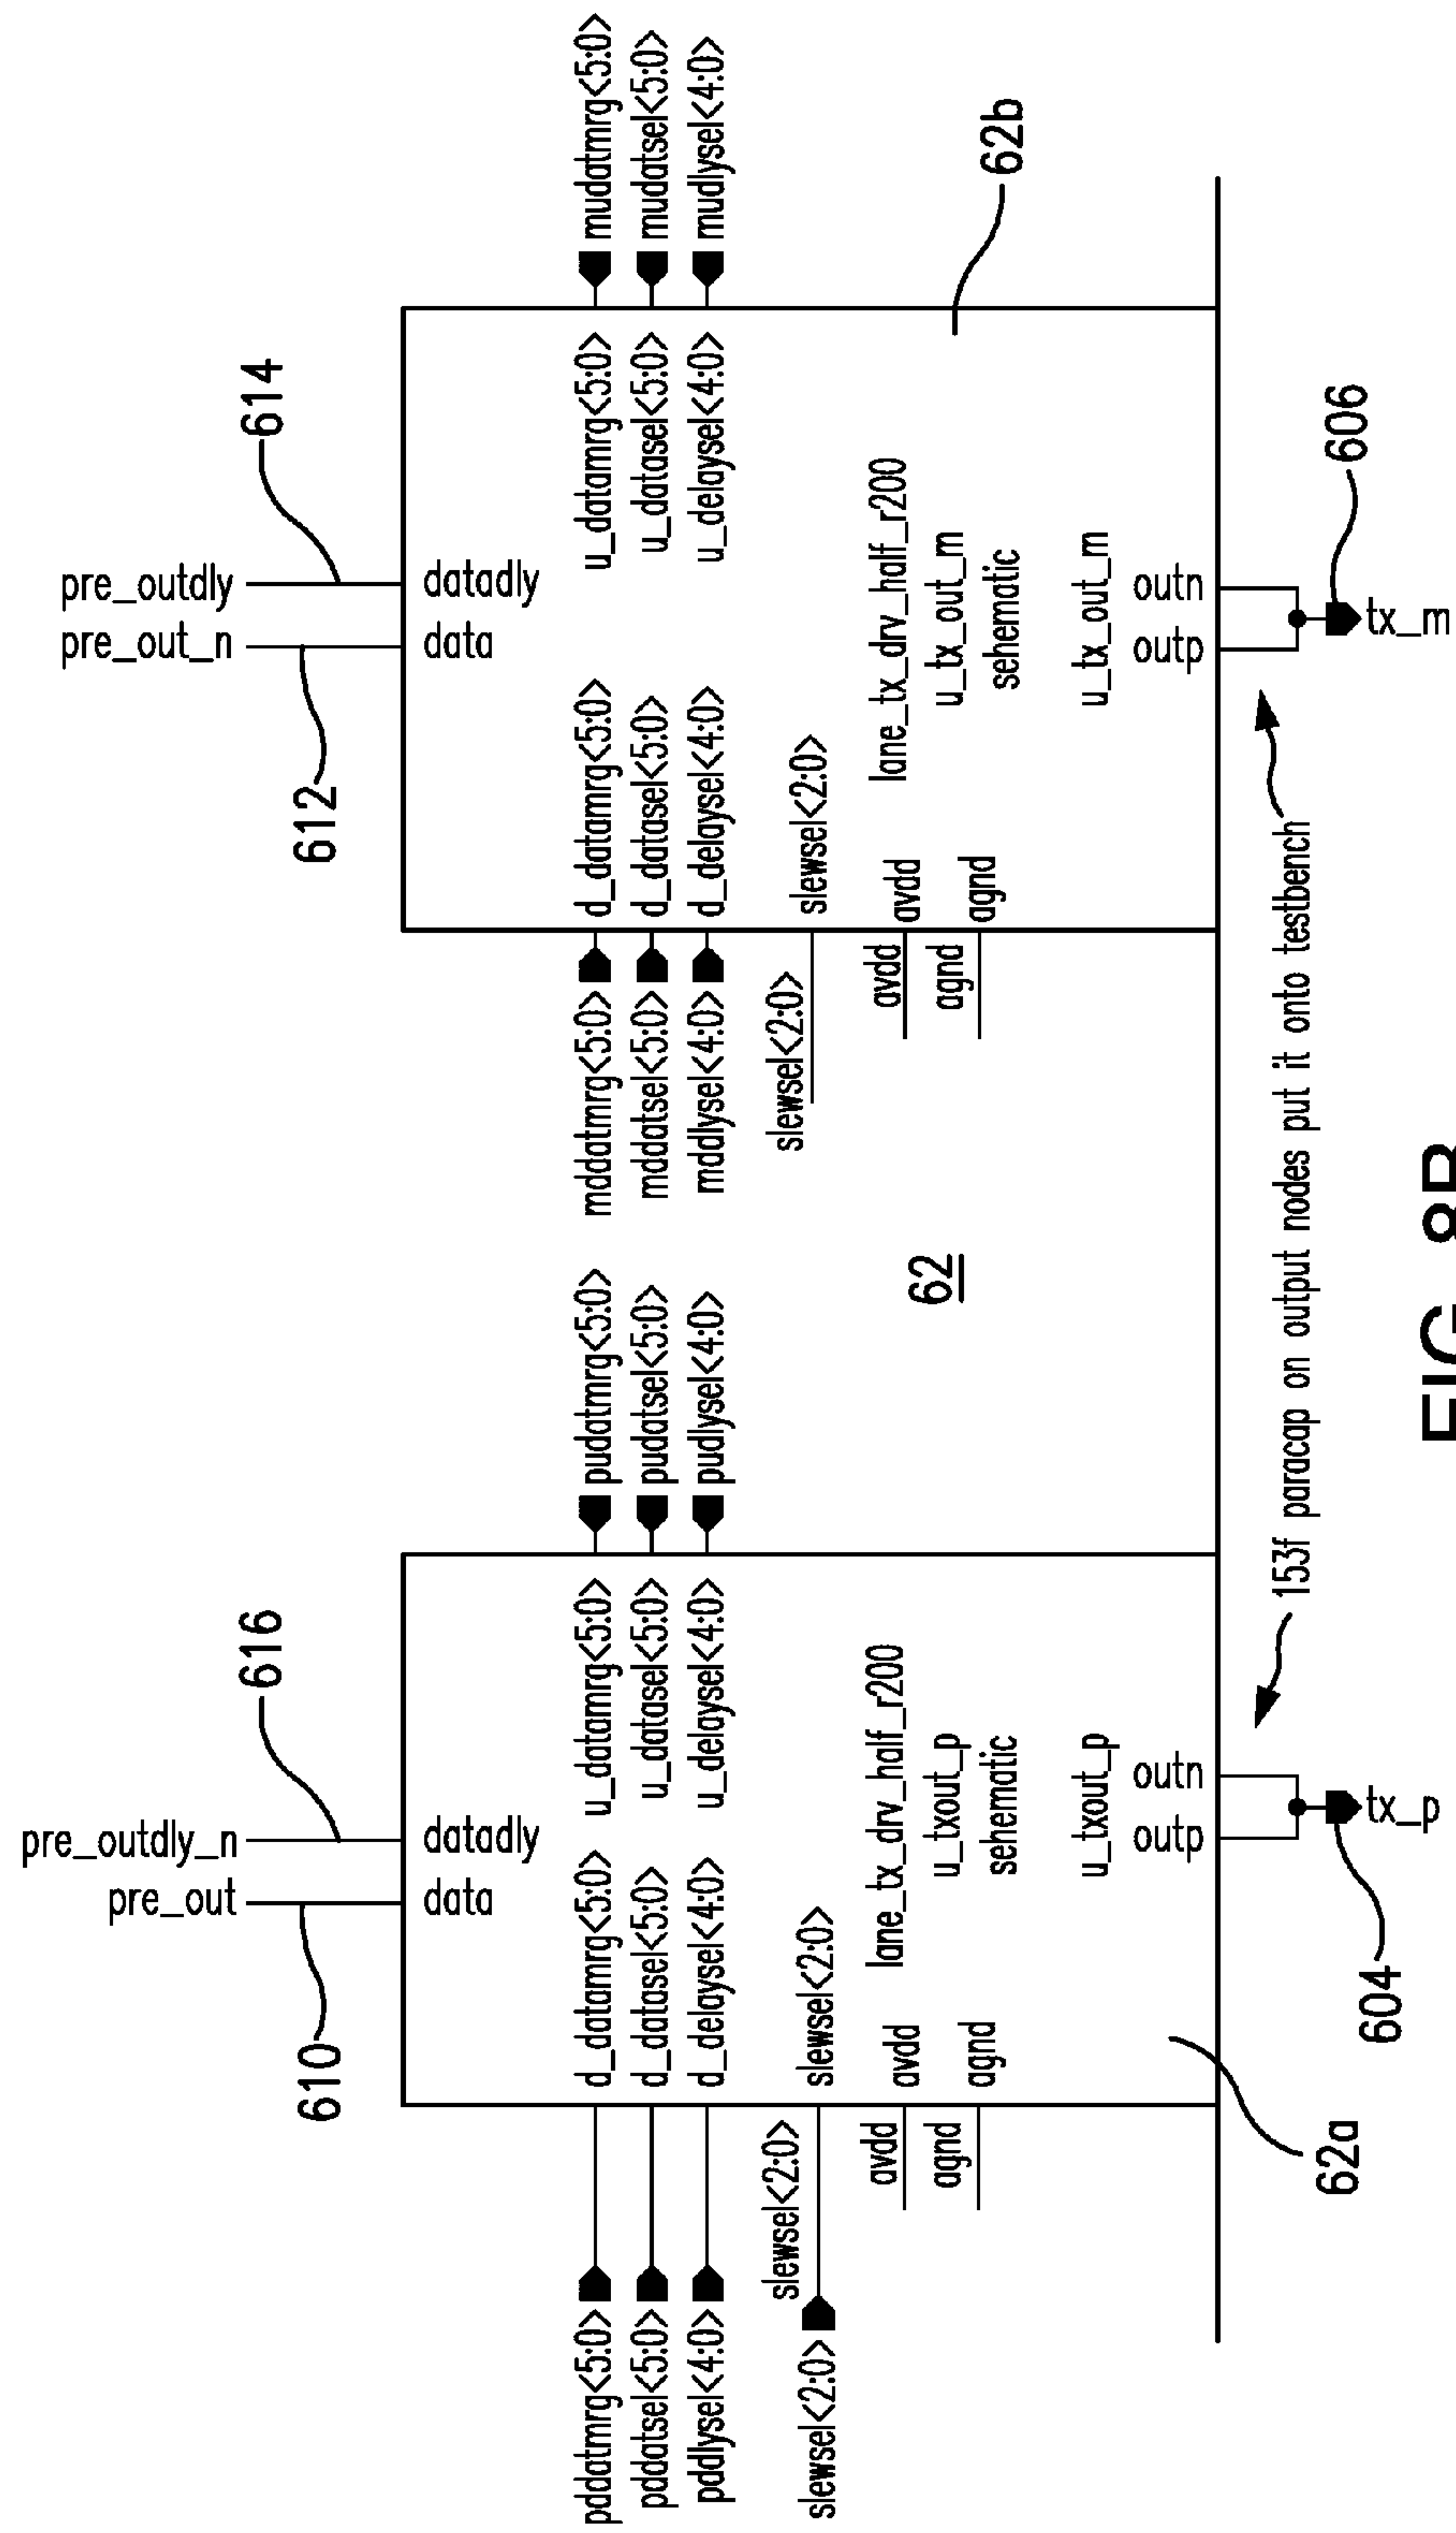 pre_outdly_n
pre_out
616
610
datadly
data
pddatmrg<5:0>
pddatsel<5:0>
pddlysel<4:0>
slewsel<2:0>
slewsel<2:0>
avdd
agnd
d_datamrg<5:0>
d_datasel<5:0>
d_delaysel<4:0>
slewsel<2:0>
avdd
agnd
u_datamrg<5:0>
u_datasel<5:0>
u_delaysel<4:0>
lane_tx_drv_half_r200
u_txout_p
sehematic
u_txout_p
outp
outn
pudatmrg<5:0>
pudatsel<5:0>
pudlysel<4:0>
62a
604
tx_p
62
pre_outdly
pre_out_n
614
612
datadly
data
mddatmrg<5:0>
mddatsel<5:0>
mddlysel<4:0>
slewsel<2:0>
avdd
agnd
d_datamrg<5:0>
d_datasel<5:0>
d_delaysel<4:0>
slewsel<2:0>
avdd
agnd
u_datamrg<5:0>
u_datasel<5:0>
u_delaysel<4:0>
lane_tx_drv_half_r200
u_tx_out_m
sehematic
u_tx_out_m
outp
outn
mudatmrg<5:0>
mudatsel<5:0>
mudlysel<4:0>
62b
606
tx_m
153f paracap on output nodes put it onto testbench
FIG. 8B